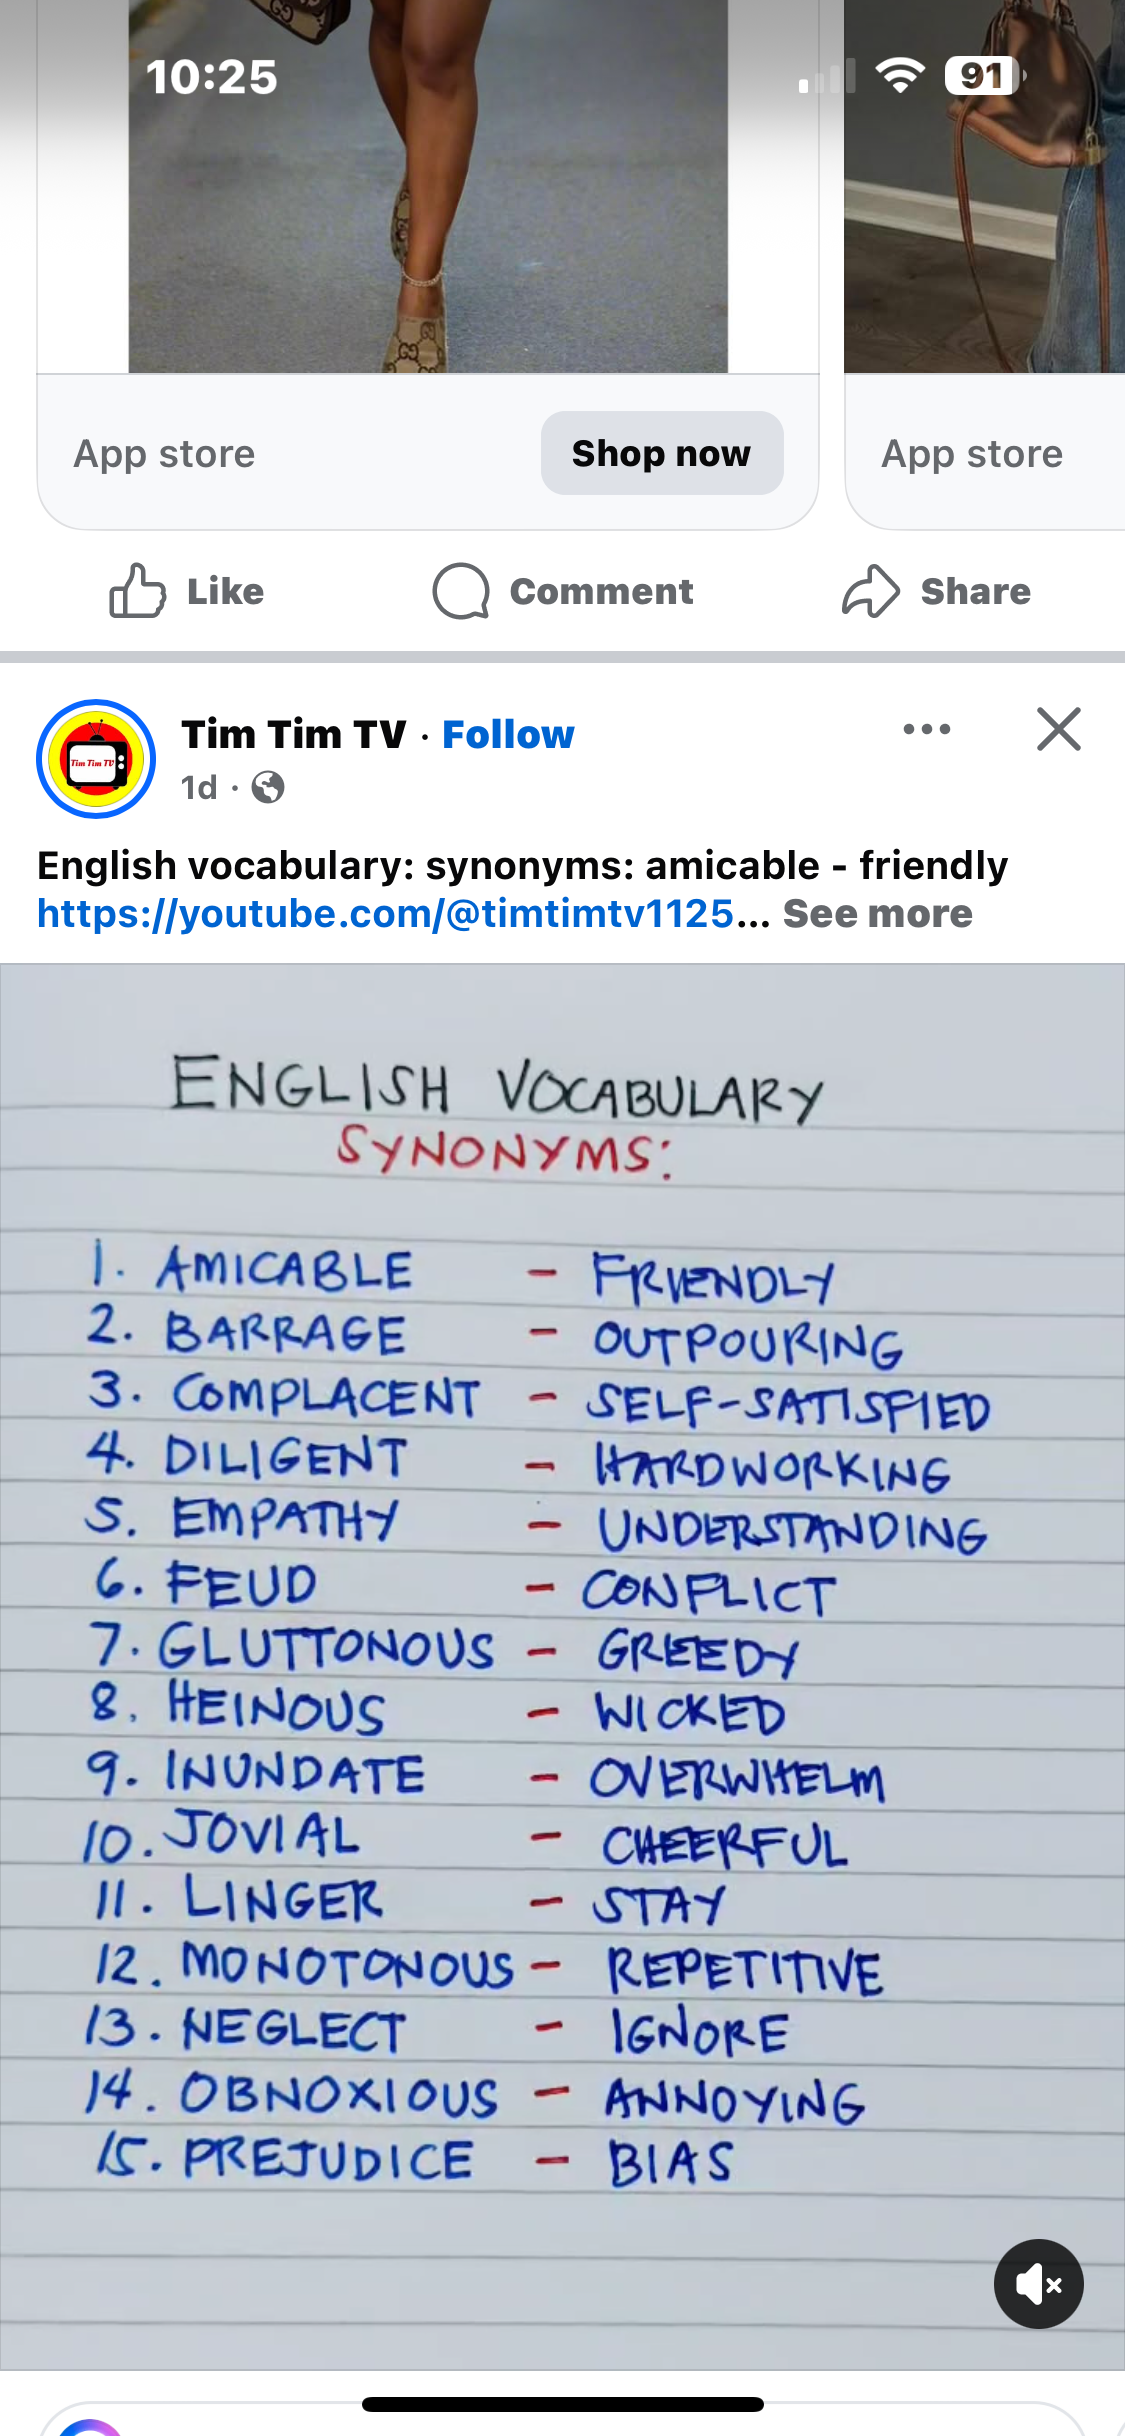 10:25
91
App store
Shop now
App store
Like
Comment
Share
Tim Tim TV
Tim Tim TV · Follow
1d ·
English vocabulary: synonyms: amicable - friendly
https://youtube.com/@timtimtv1125... See more
ENGLISH VOCABULARY
SYNONYMS:
1. AMICABLE - FRIENDLY
2. BARRAGE - OUTPOURING
3. COMPLACENT - SELF-SATISFIED
4. DILIGENT - HARDWORKING
5. EMPATHY - UNDERSTANDING
6. FEUD - CONFLICT
7. GLUTTONOUS - GREEDY
8. HEINOUS - WICKED
9. INUNDATE - OVERWHELM
10. JOVIAL - CHEERFUL
11. LINGER - STAY
12. MONOTONOUS - REPETITIVE
13. NEGLECT - IGNORE
14. OBNOXIOUS - ANNOYING
15. PREJUDICE - BIAS